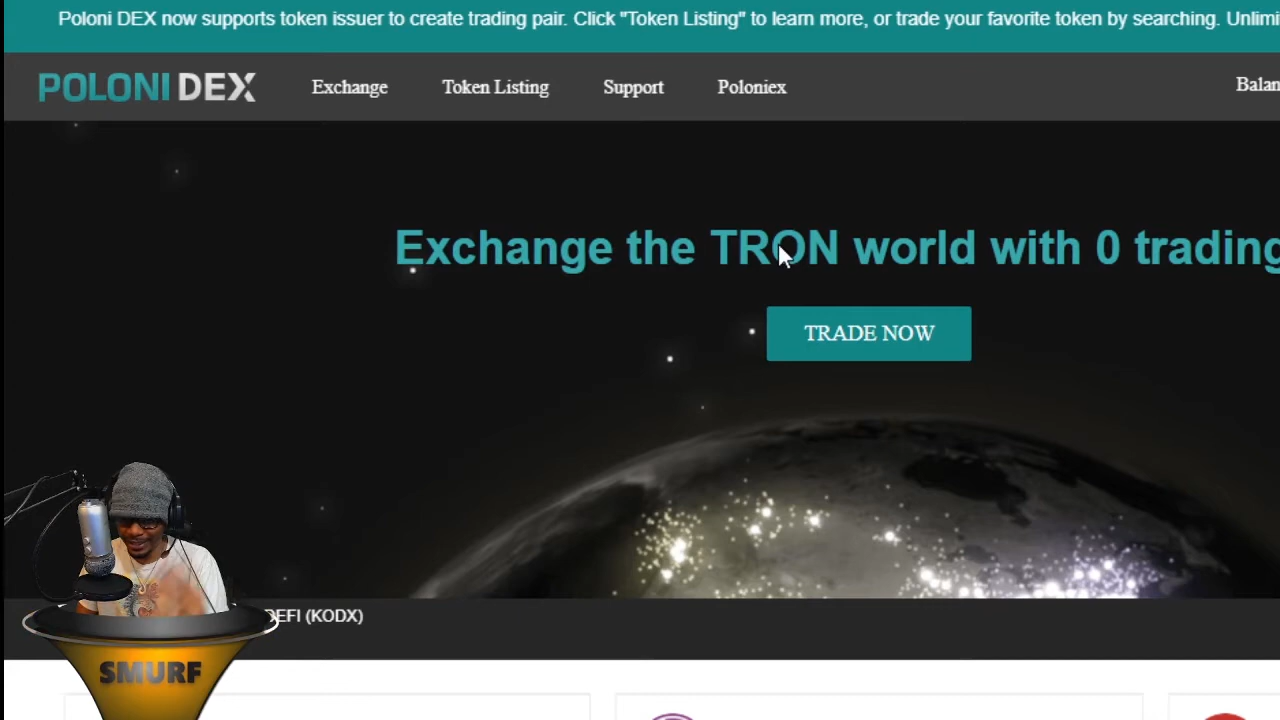 Poloni DEX now supports token issuer to create trading pair. Click "Token Listing" to learn more, or trade your favorite token by searching.
POLONI DEX Exchange Token Listing Support Poloniex
Exchange the TRON world with 0 trading
TRADE NOW
(KODX)
SMURF